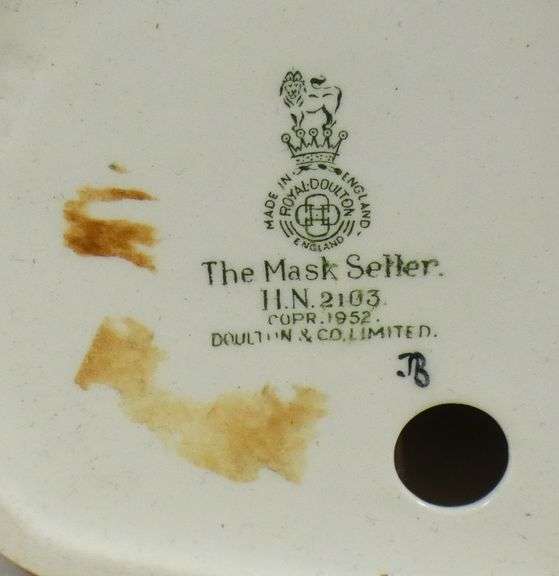 MADE IN ENGLAND.
ROYAL·DOULTON
ENGLAND
The Mask Seller.
H.N. 2103.
COPR. 1952.
DOULTON & CO. LIMITED.
JB